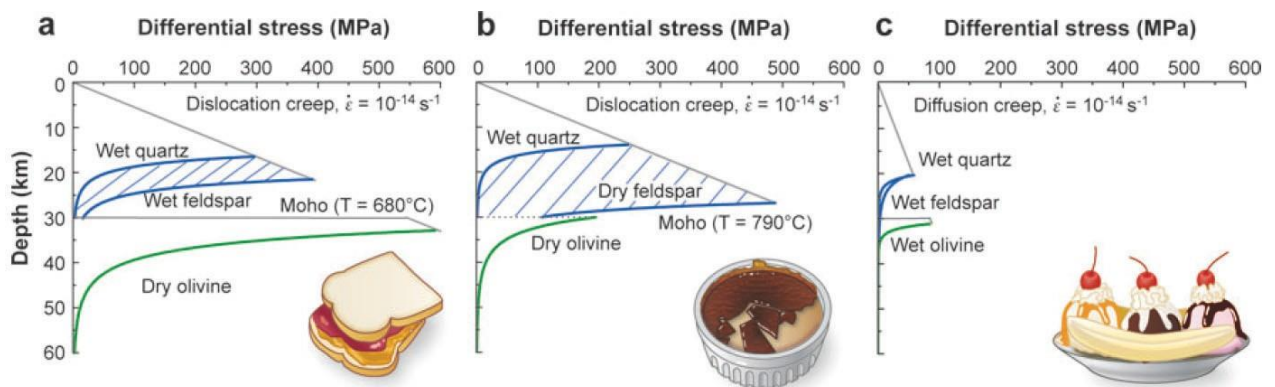 a Differential stress (MPa)
0 100 200 300 400 500 600
Depth (km)
0
10
20
30
40
50
60
Dislocation creep, ε̇ = 10⁻¹⁴ s⁻¹
Wet quartz
Wet feldspar
Moho (T = 680°C)
Dry olivine
b Differential stress (MPa)
0 100 200 300 400 500 600
Dislocation creep, ε̇ = 10⁻¹⁴ s⁻¹
Wet quartz
Dry feldspar
Moho (T = 790°C)
Dry olivine
c Differential stress (MPa)
0 100 200 300 400 500 600
Diffusion creep, ε̇ = 10⁻¹⁴ s⁻¹
Wet quartz
Wet feldspar
Wet olivine